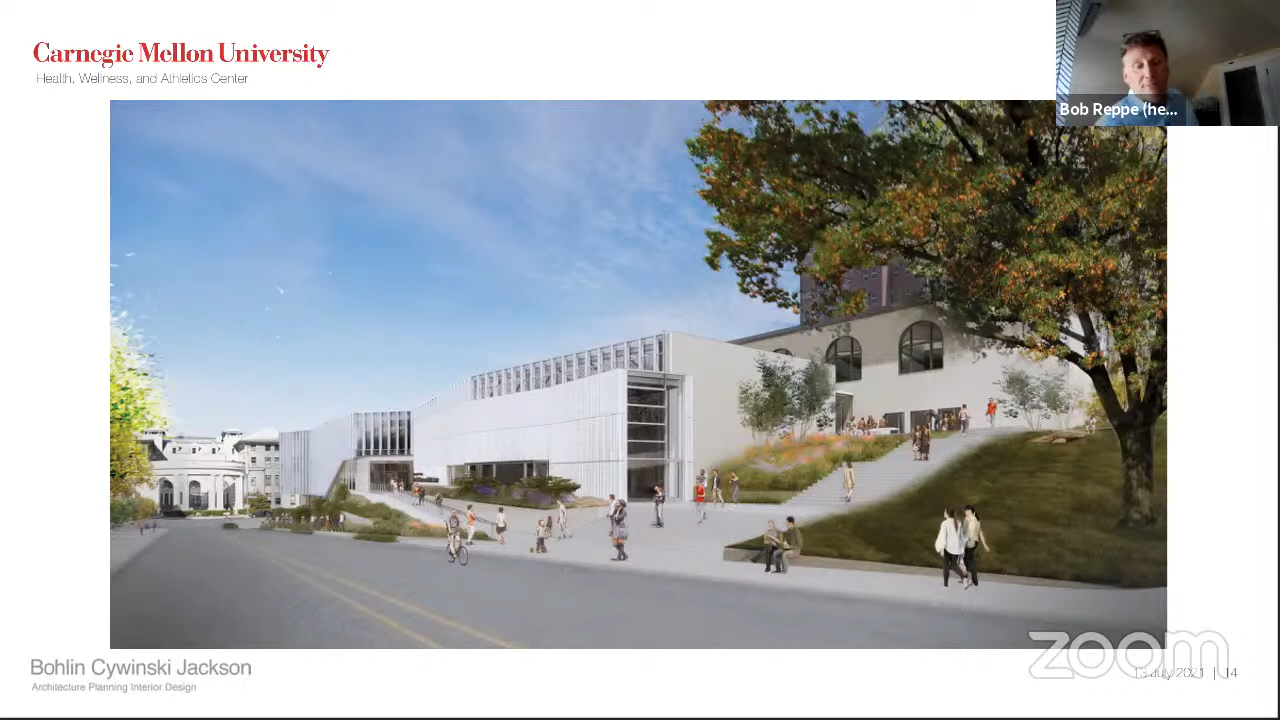 Carnegie Mellon University
Health, Wellness, and Athletics Center
Bob Reppe (he...
Bohlin Cywinski Jackson
Architecture Planning Interior Design
zoom
13 July 2021 | 14